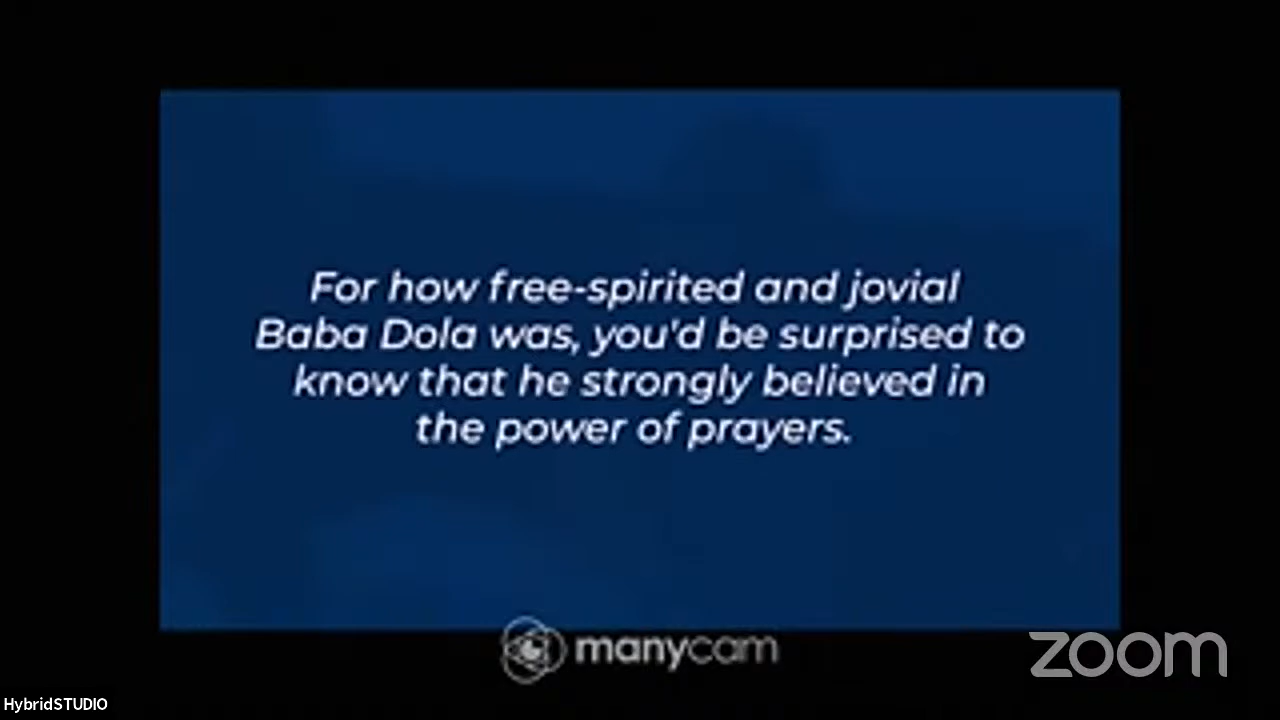 For how free-spirited and jovial
Baba Dola was, you'd be surprised to
know that he strongly believed in
the power of prayers.
manycam
zoom
HybridSTUDIO